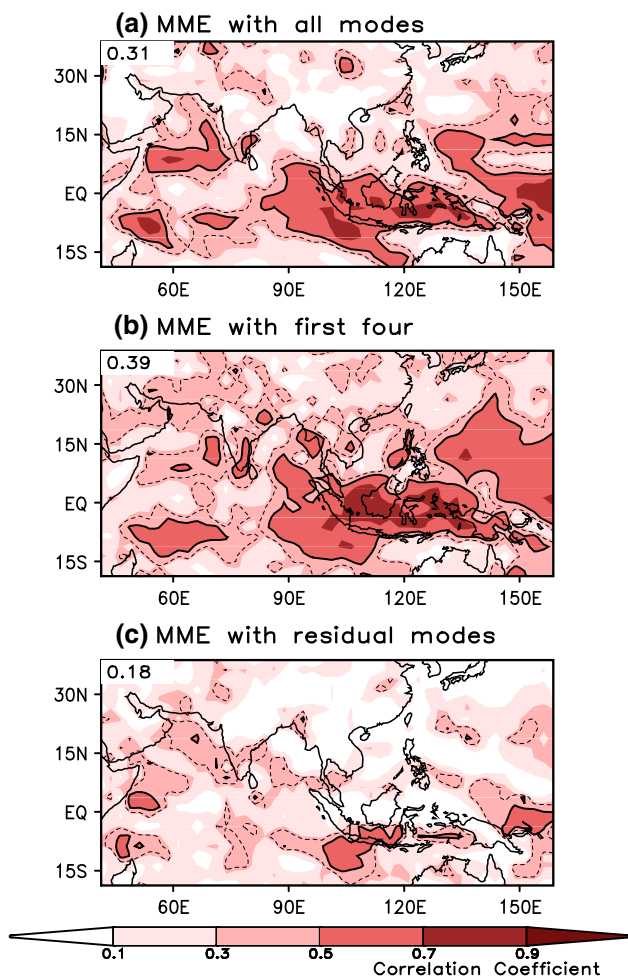 (a) MME with all modes
0.31
30N
15N
EQ
15S
60E 90E 120E 150E
(b) MME with first four
0.39
30N
15N
EQ
15S
60E 90E 120E 150E
(c) MME with residual modes
0.18
30N
15N
EQ
15S
60E 90E 120E 150E
0.1 0.3 0.5 0.7 0.9
Correlation Coefficient